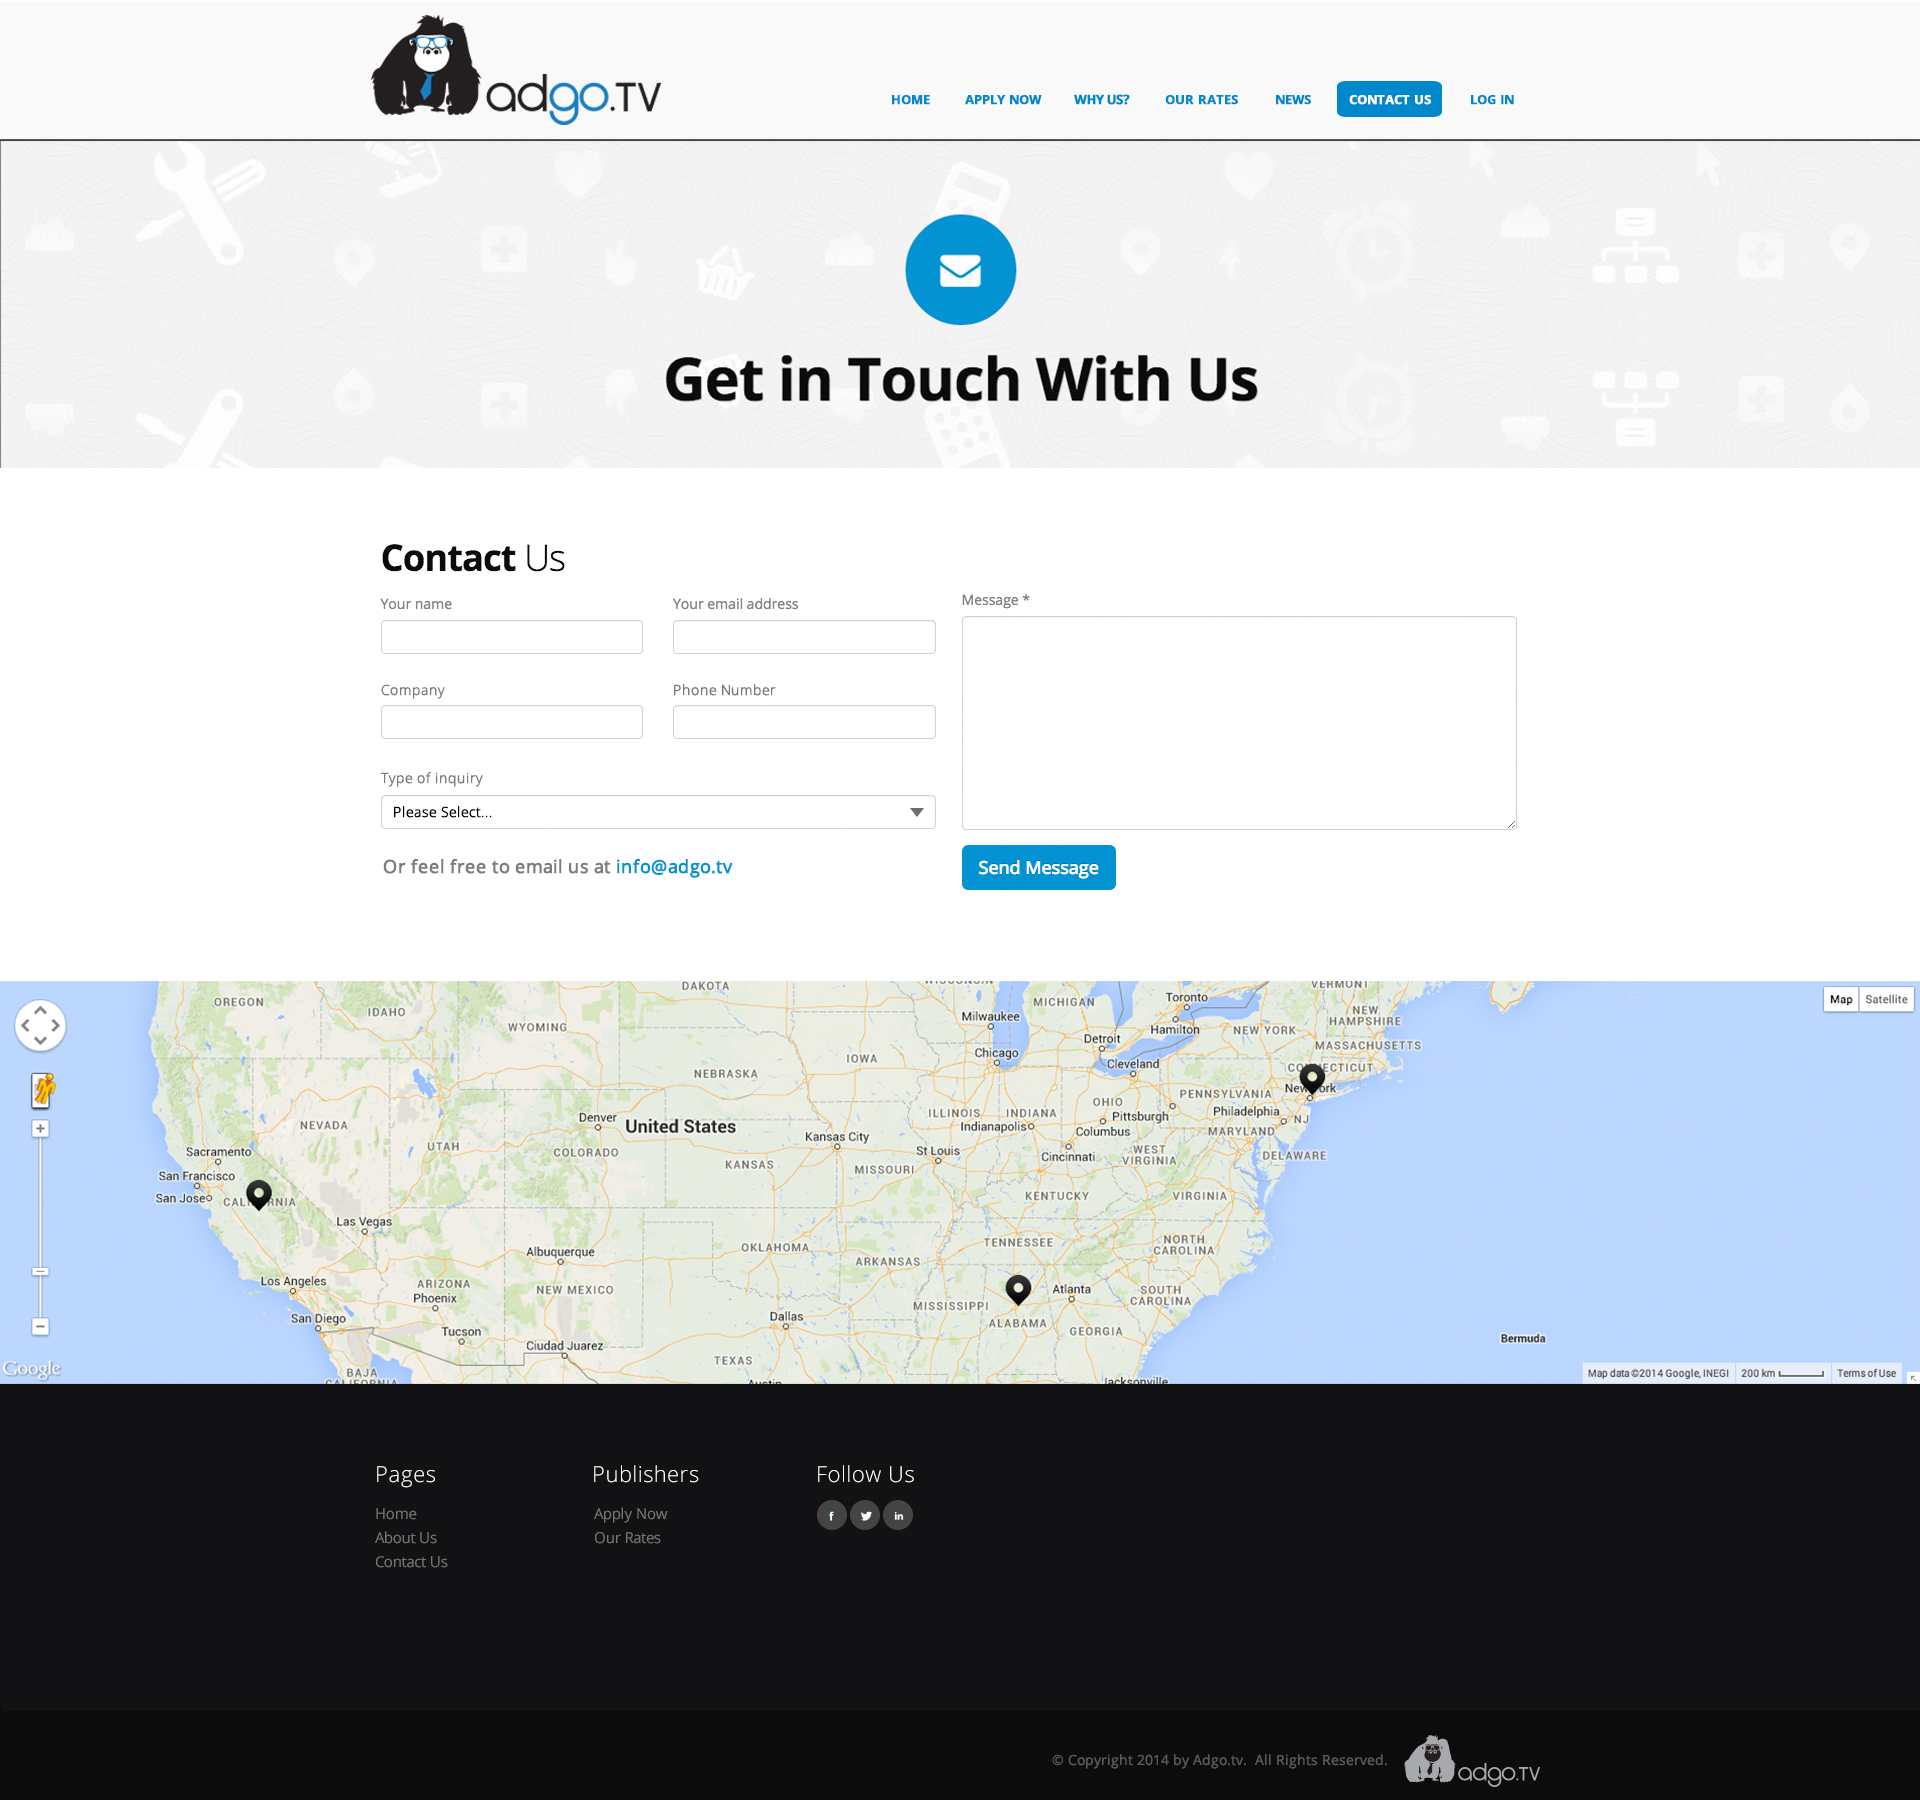 adgo.TV
HOME APPLY NOW WHY US? OUR RATES NEWS CONTACT US LOG IN
Get in Touch With Us
Contact Us
Your name
Your email address
Message *
Company
Phone Number
Type of inquiry
Please Select...
Or feel free to email us at info@adgo.tv
Send Message
Map Satellite
OREGON
IDAHO
WYOMING
DAKOTA
MICHIGAN
Toronto
VERMONT
NEW HAMPSHIRE
Milwaukee
Hamilton
NEW YORK
MASSACHUSETTS
Detroit
Chicago
IOWA
Cleveland
NEBRASKA
PENNSYLVANIA
OHIO
ILLINOIS
INDIANA
Pittsburgh
Philadelphia
NJ
Denver
United States
NEVADA
Indianapolis
Columbus
MARYLAND
Kansas City
UTAH
COLORADO
St Louis
Cincinnati
WEST VIRGINIA
DELAWARE
Sacramento
KANSAS
MISSOURI
San Francisco
San Jose
KENTUCKY
VIRGINIA
Las Vegas
OKLAHOMA
TENNESSEE
NORTH CAROLINA
Albuquerque
ARKANSAS
Los Angeles
ARIZONA
NEW MEXICO
Phoenix
Atlanta
SOUTH CAROLINA
MISSISSIPPI
San Diego
Dallas
ALABAMA
Tucson
GEORGIA
Ciudad Juarez
Bermuda
TEXAS
BAJA CALIFORNIA
Austin
Jacksonville
Google
Map data ©2014 Google, INEGI 200 km Terms of Use
Pages
Home
About Us
Contact Us
Publishers
Apply Now
Our Rates
Follow Us
f
in
© Copyright 2014 by Adgo.tv. All Rights Reserved.
adgo.TV